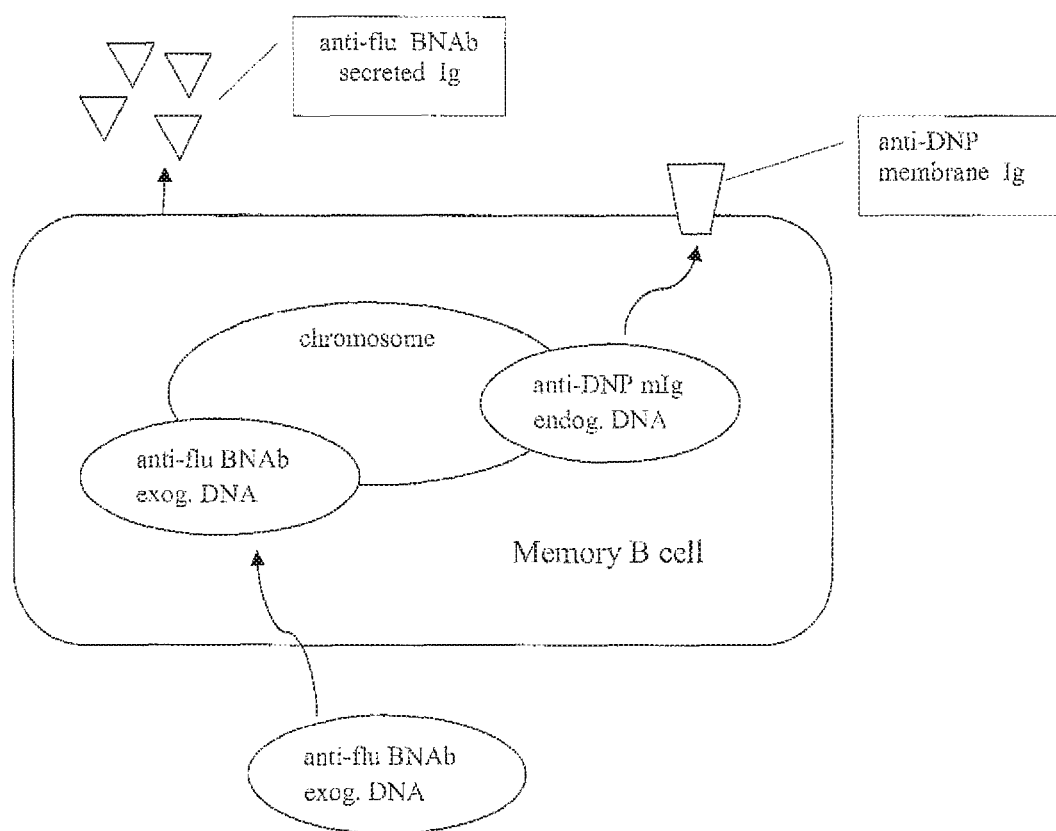 anti-flu BNAb
secreted Ig
anti-DNP
membrane Ig
chromosome
anti-DNP mIg
endog. DNA
anti-flu BNAb
exog. DNA
Memory B cell
anti-flu BNAb
exog. DNA